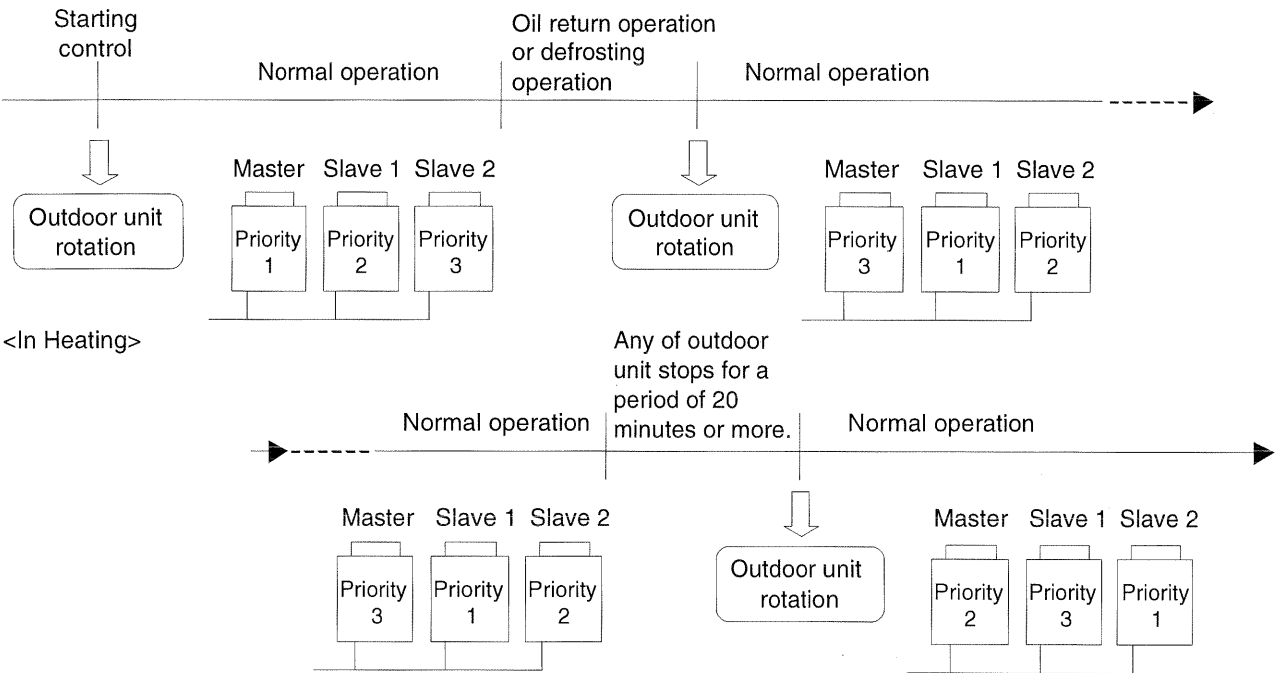 Starting
control
Normal operation
Oil return operation
or defrosting
operation
Normal operation
Outdoor unit
rotation
Master Slave 1 Slave 2
Priority
1
Priority
2
Priority
3
Outdoor unit
rotation
Master Slave 1 Slave 2
Priority
3
Priority
1
Priority
2
<In Heating>
Normal operation
Any of outdoor
unit stops for a
period of 20
minutes or more.
Normal operation
Master Slave 1 Slave 2
Priority
3
Priority
1
Priority
2
Outdoor unit
rotation
Master Slave 1 Slave 2
Priority
2
Priority
3
Priority
1